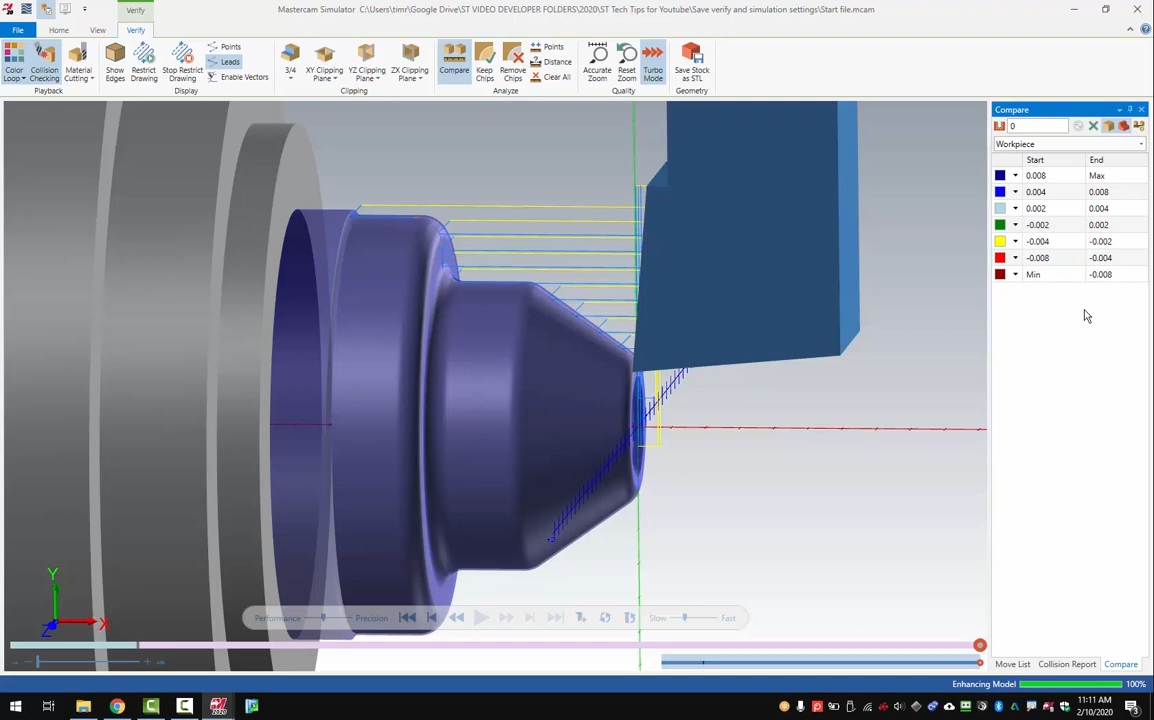 Verify
Mastercam Simulator C:\Users\timr\Google Drive\ST VIDEO DEVELOPER FOLDERS\2020\ST Tech Tips for Youtube\Save verify and simulation settings\Start file.mcam
File
Home
View
Verify
Color Loop
Collision Checking
Material Cutting
Playback
Show Edges
Restrict Drawing
Stop Restrict Drawing
Points
Leads
Enable Vectors
Display
3/4
XY Clipping Plane
YZ Clipping Plane
ZX Clipping Plane
Clipping
Compare
Keep Chips
Remove Chips
Points
Distance
Clear All
Analyze
Accurate Zoom
Reset Zoom
Turbo Mode
Quality
Save Stock as STL
Geometry
Compare
0
Workpiece
Start End
0.008 Max
0.004 0.008
0.002 0.004
-0.002 0.002
-0.004 -0.002
-0.008 -0.004
Min -0.008
Y
X
Z
Performance Precision
Slow Fast
Move List Collision Report Compare
Enhancing Model 100%
11:11 AM
2/10/2020
2020
3